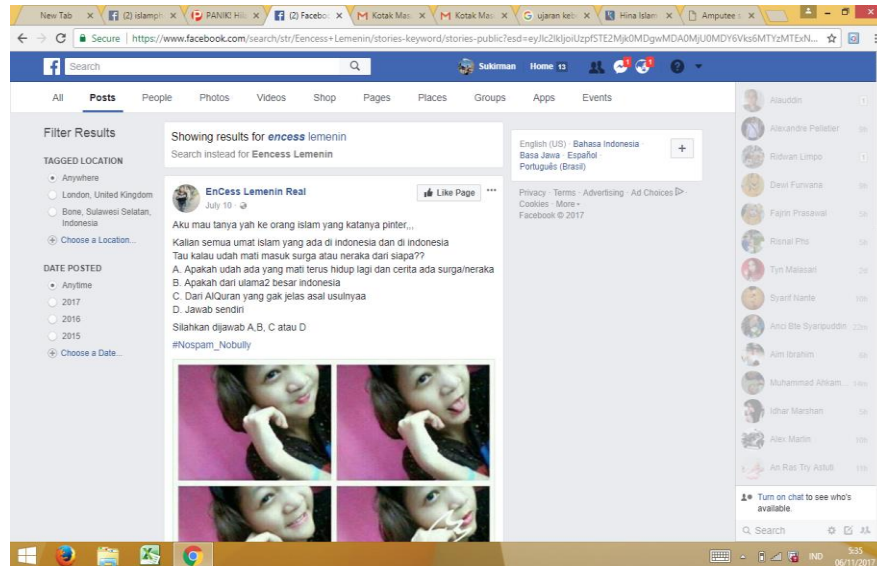 New Tab
(2) islamph
PANIK! Hil
(2) Facebo
M Kotak Mas
M Kotak Mas
ujaran keb
Hina Islam
Amputee s
Secure | https://www.facebook.com/search/str/Eencess+Lemenin/stories-keyword/stories-public?esd=
Search
Sukirman
Home 13
All Posts People Photos Videos Shop Pages Places Groups Apps Events
Filter Results
TAGGED LOCATION
Anywhere
London, United Kingdom
Bone, Sulawesi Selatan,
Indonesia
Choose a Location...
DATE POSTED
Anytime
2017
2016
2015
Choose a Date...
Showing results for encess lemenin
Search instead for Eencess Lemenin
EnCess Lemenin Real
Like Page
July 10
Aku mau tanya yah ke orang islam yang katanya pinter,,,
Kalian semua umat islam yang ada di indonesia dan di indonesia
Tau kalau udah mati masuk surga atau neraka dari siapa??
A. Apakah udah ada yang mati terus hidup lagi dan cerita ada surga/neraka
B. Apakah dari ulama2 besar indonesia
C. Dari AlQuran yang gak jelas asal usulnyaa
D. Jawab sendiri
Silahkan dijawab A,B, C atau D
#Nospam_Nobully
English (US) · Bahasa Indonesia ·
Basa Jawa · Español ·
Português (Brasil)
Privacy · Terms · Advertising · Ad Choices ·
Cookies · More
Facebook © 2017
Alauddin 1
Alexandre Pelletier
Ridwan Limpo 1
Dewi Furwana
Fajrin Prasawal
Risnal Phs
Tyn Malasari 2d
Syarif Nante 10h
Anci Ete Syaripuddin
Aim Ibrahim
Muhammad Ahkam...
Idhar Marshan
Alex Marlin
An Ras Try Astuti
Turn on chat to see who's
available.
Search
IND
5:35
06/11/2017